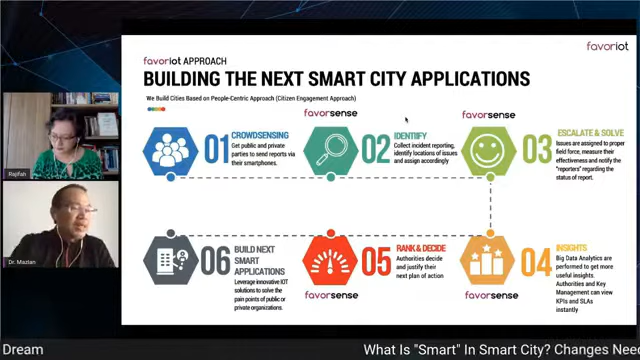 favoriot
favoriot APPROACH
BUILDING THE NEXT SMART CITY APPLICATIONS
We Build Cities Based on People-Centric Approach (Citizen Engagement Approach)
favorsense
favorsense
01
CROWDSENSING
Get public and private
parties to send reports via
their smartphones.
02
IDENTIFY
Collect incident reporting,
identify locations of issues
and assign accordingly
03
ESCALATE & SOLVE
Issues are assigned to proper
field force, measure their
effectiveness and notify the
"reporters" regarding the
status of report.
06
BUILD NEXT
SMART
APPLICATIONS
Leverage innovative IOT
solutions to solve the
pain points of public or
private organizations.
05
RANK & DECIDE
Authorities decide
and justify their
next plan of action
favorsense
04
INSIGHTS
Big Data Analytics are
performed to get more
useful insights.
Authorities and Key
Management can view
KPIs and SLAs
instantly
favorsense
Rajifah
Dr. Mazlan
Dream
What Is "Smart" In Smart City? Changes Nee